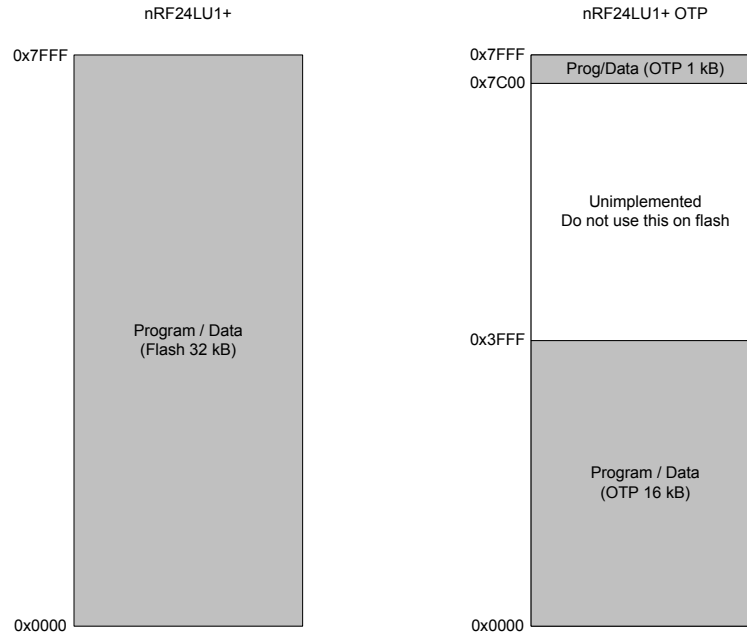 nRF24LU1+
0x7FFF
Program / Data
(Flash 32 kB)
0x0000
nRF24LU1+ OTP
0x7FFF
Prog/Data (OTP 1 kB)
0x7C00
Unimplemented
Do not use this on flash
0x3FFF
Program / Data
(OTP 16 kB)
0x0000